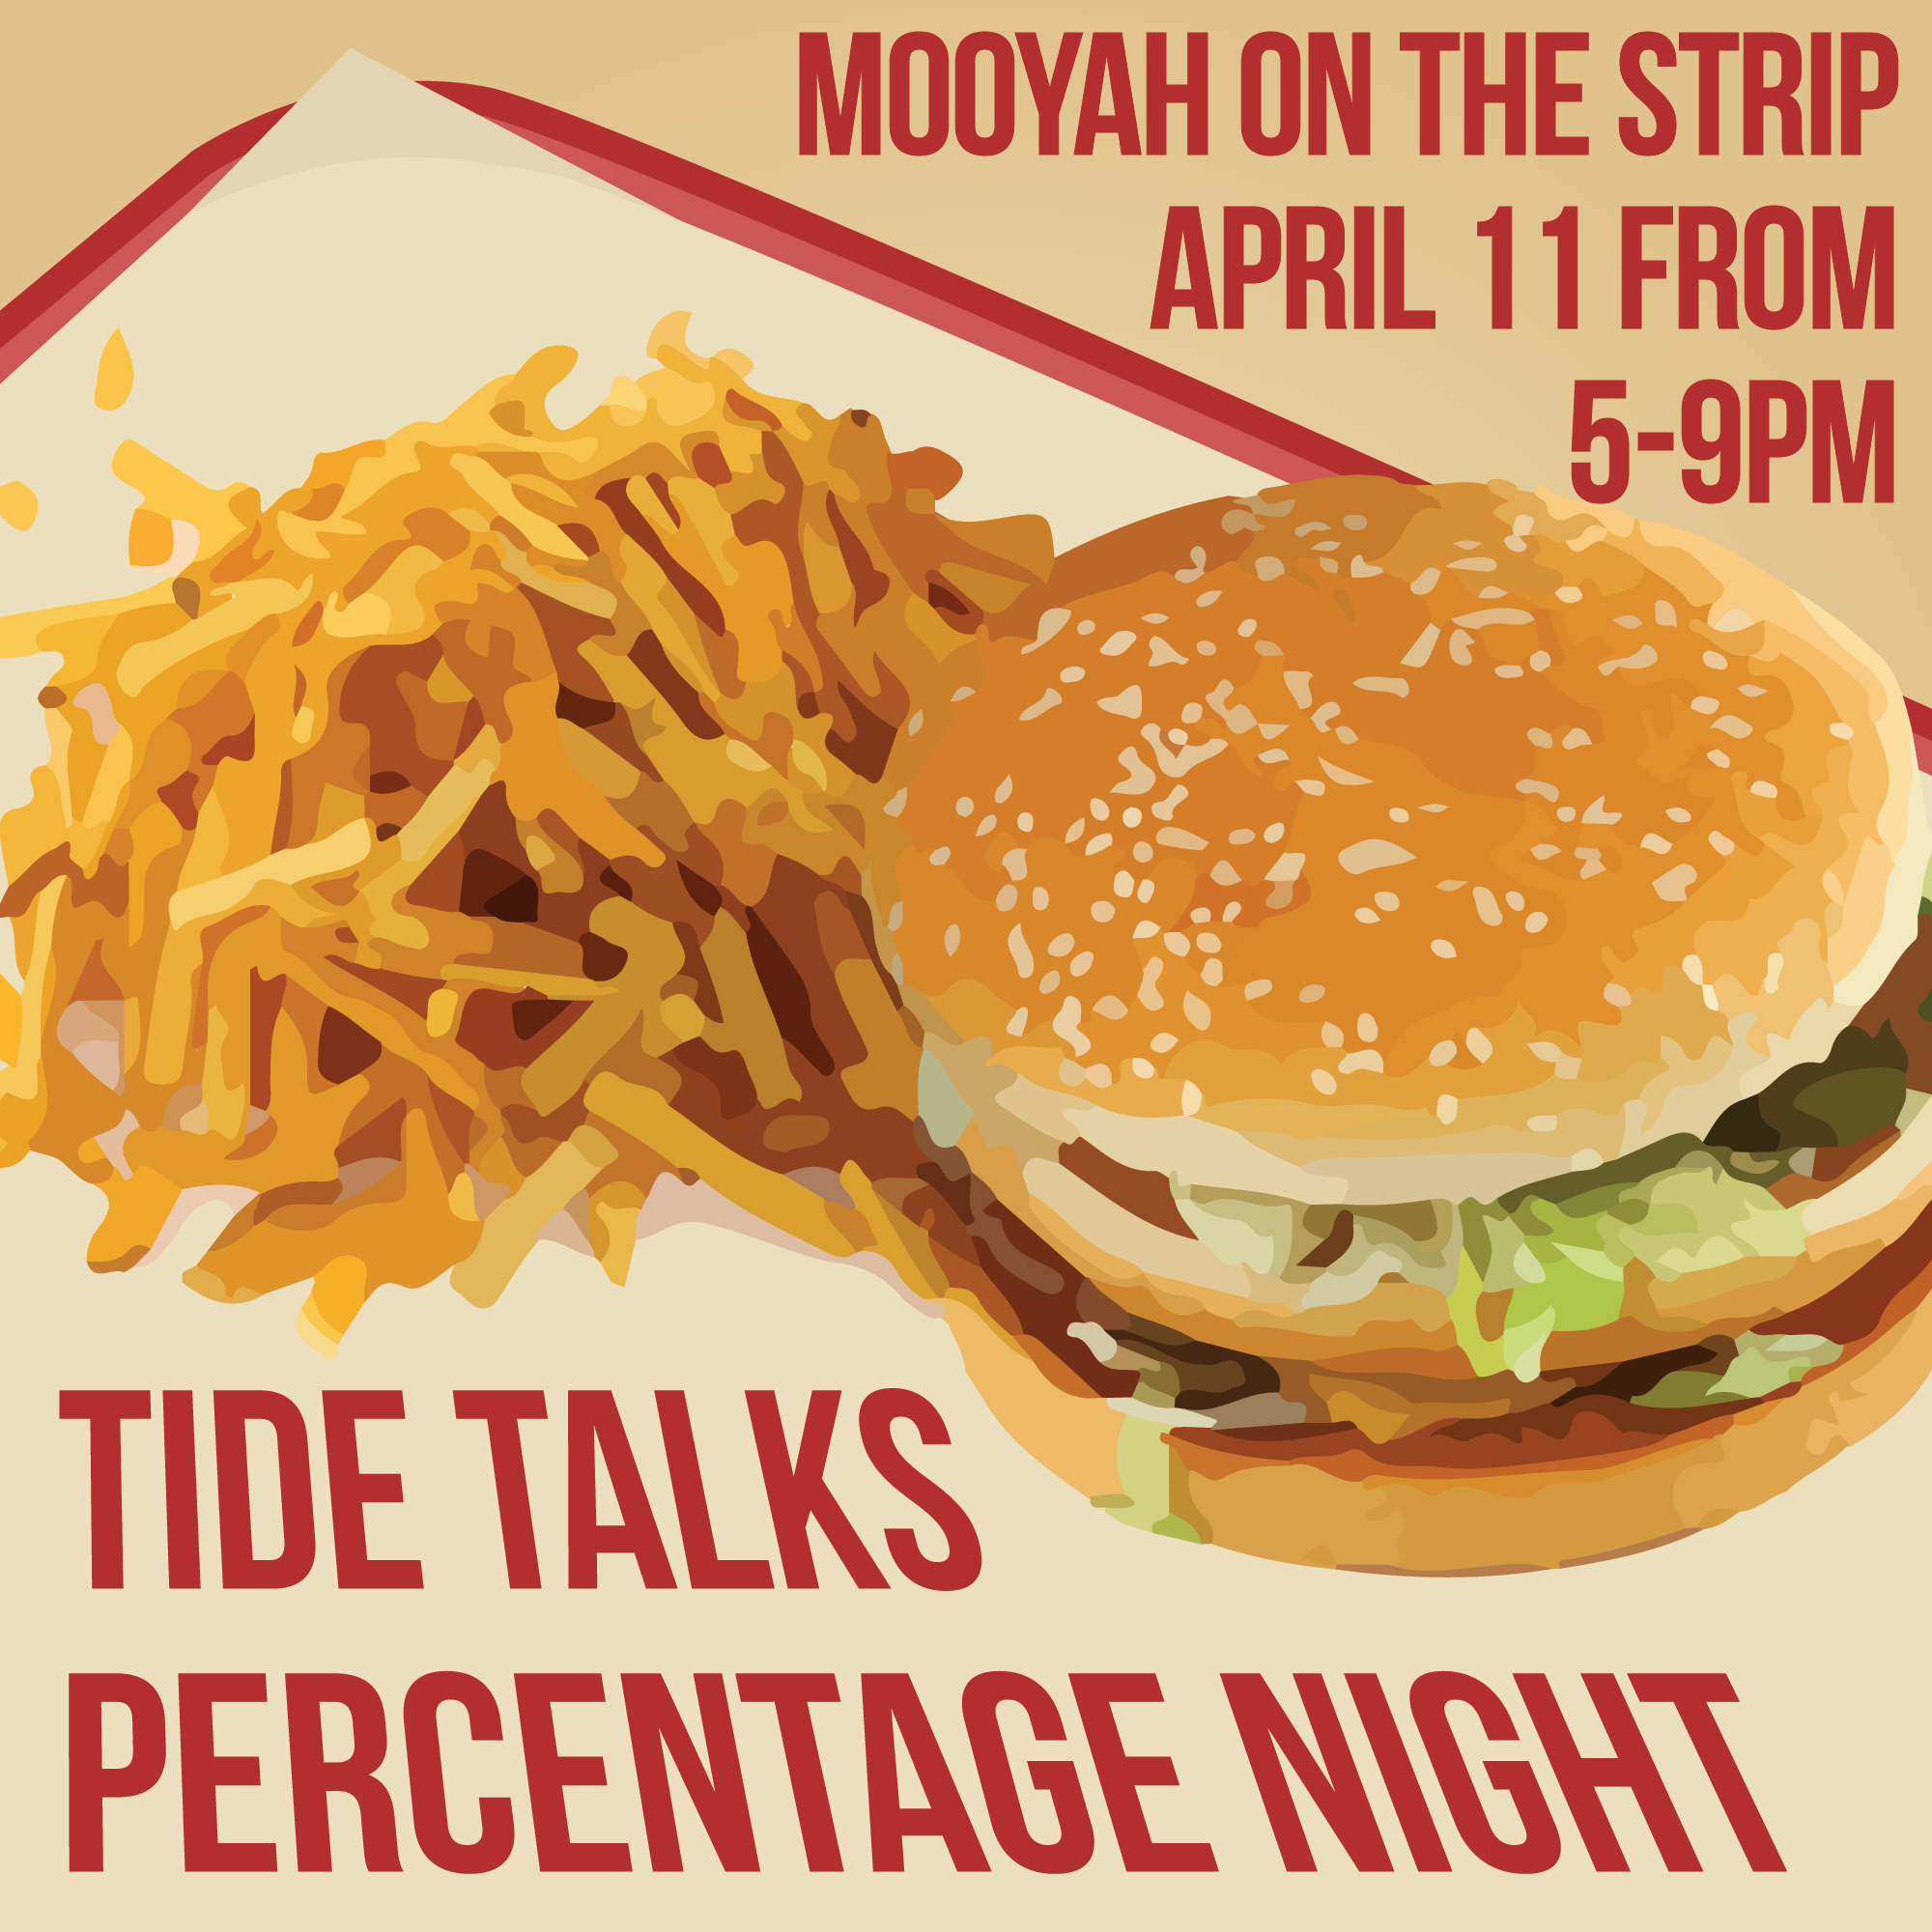 MOOYAH ON THE STRIP
APRIL 11 FROM
5-9PM
TIDE TALKS
PERCENTAGE NIGHT